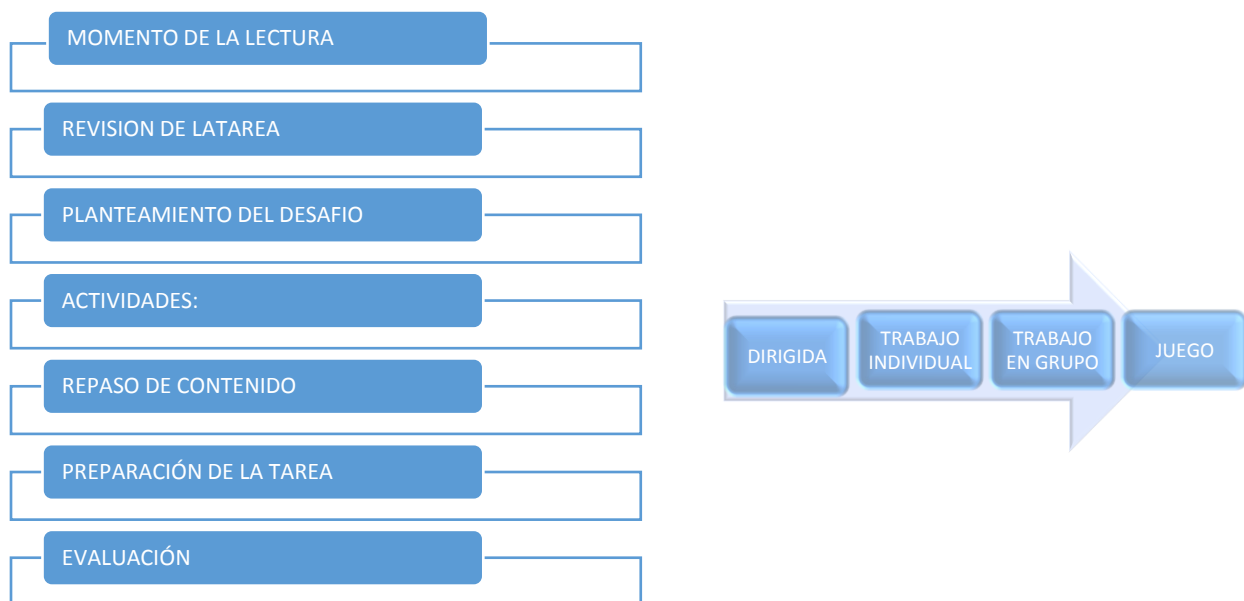 MOMENTO DE LA LECTURA
REVISION DE LATAREA
PLANTEAMIENTO DEL DESAFIO
ACTIVIDADES:
REPASO DE CONTENIDO
PREPARACIÓN DE LA TAREA
EVALUACIÓN
DIRIGIDA
TRABAJO
INDIVIDUAL
TRABAJO
EN GRUPO
JUEGO